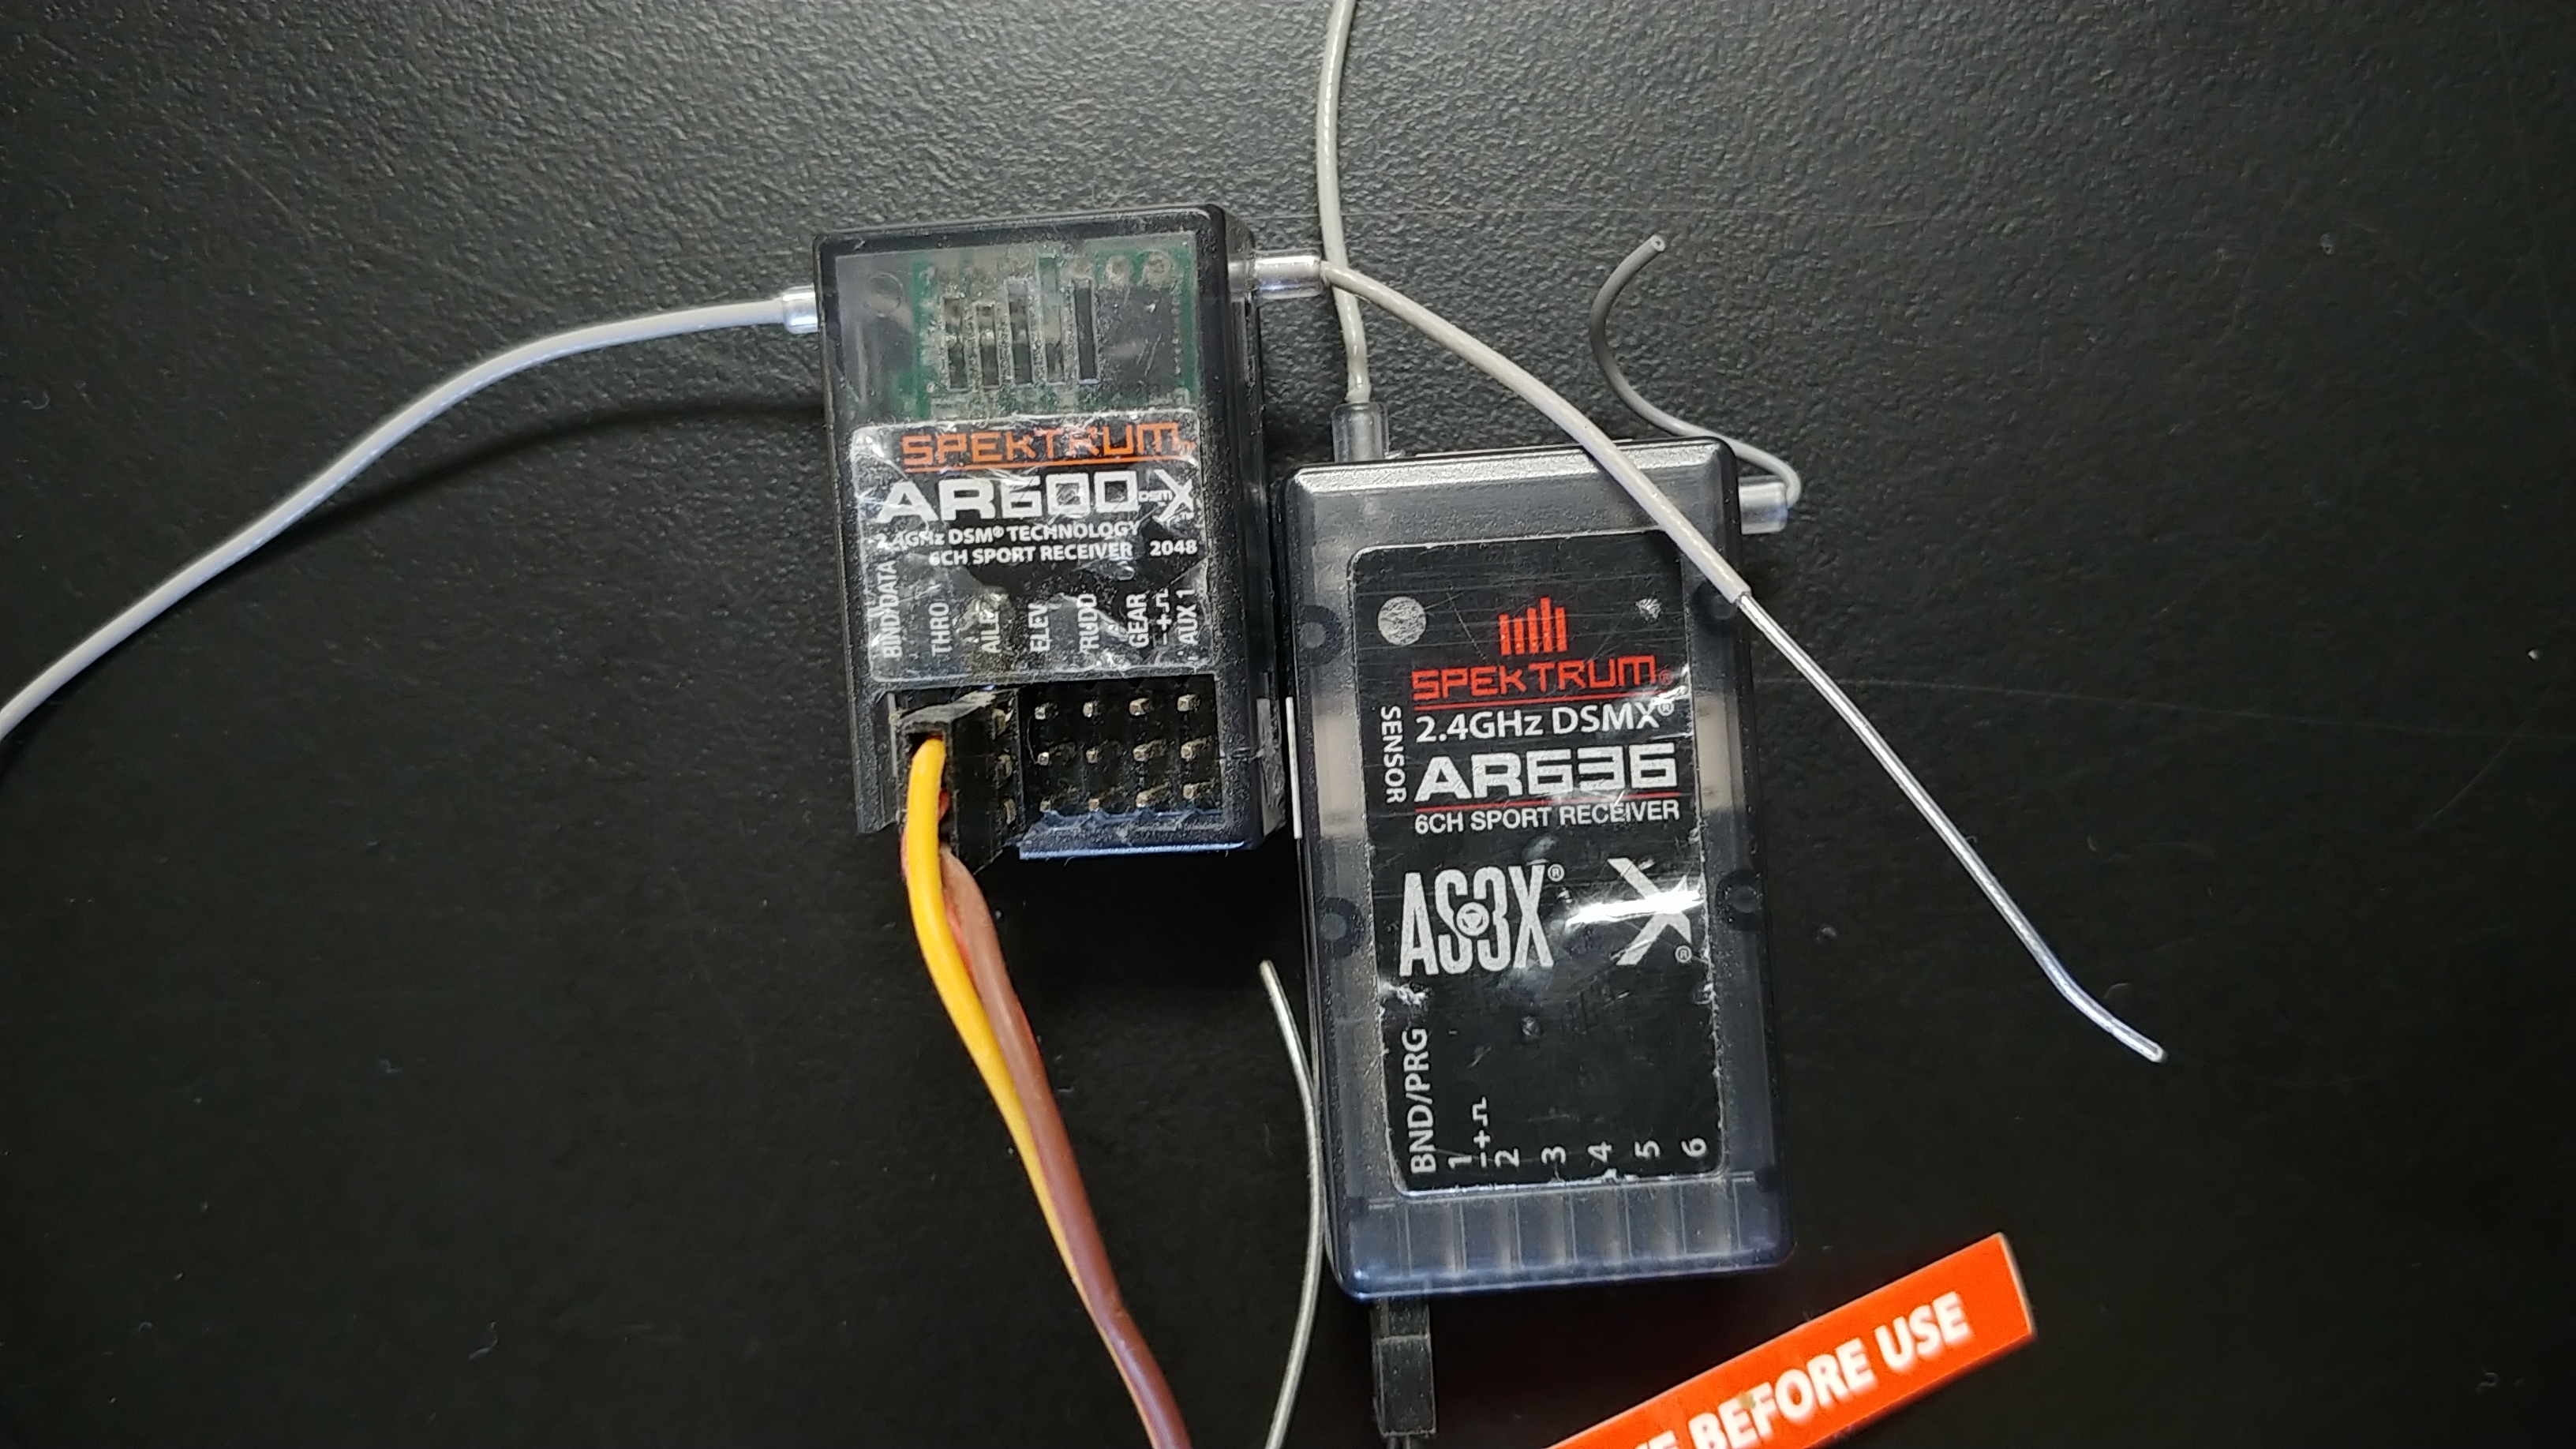 E BEFORE USE
SPEKTRUM®
2.4GHz DSMX®
AR636
6CH SPORT RECEIVER
SENSOR
AS3X®
X®
BND/PRG
1
- +
2
3
4
5
6
SPEKTRUM
AR600 DSMX
2.4GHz DSM® TECHNOLOGY
6CH SPORT RECEIVER 2048
BIND/DATA
THRO
AILE
ELEV
RUDD
GEAR
- +
AUX 1